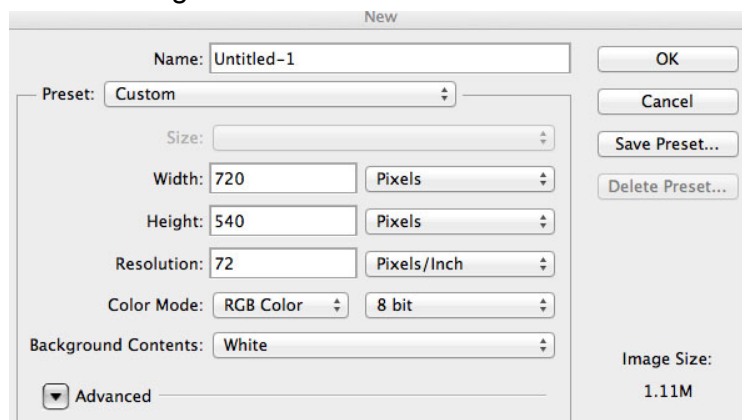 New
Name: Untitled-1
OK
Preset: Custom
Cancel
Size:
Save Preset...
Width: 720 Pixels
Delete Preset...
Height: 540 Pixels
Resolution: 72 Pixels/Inch
Color Mode: RGB Color 8 bit
Background Contents: White
Image Size:
Advanced
1.11M